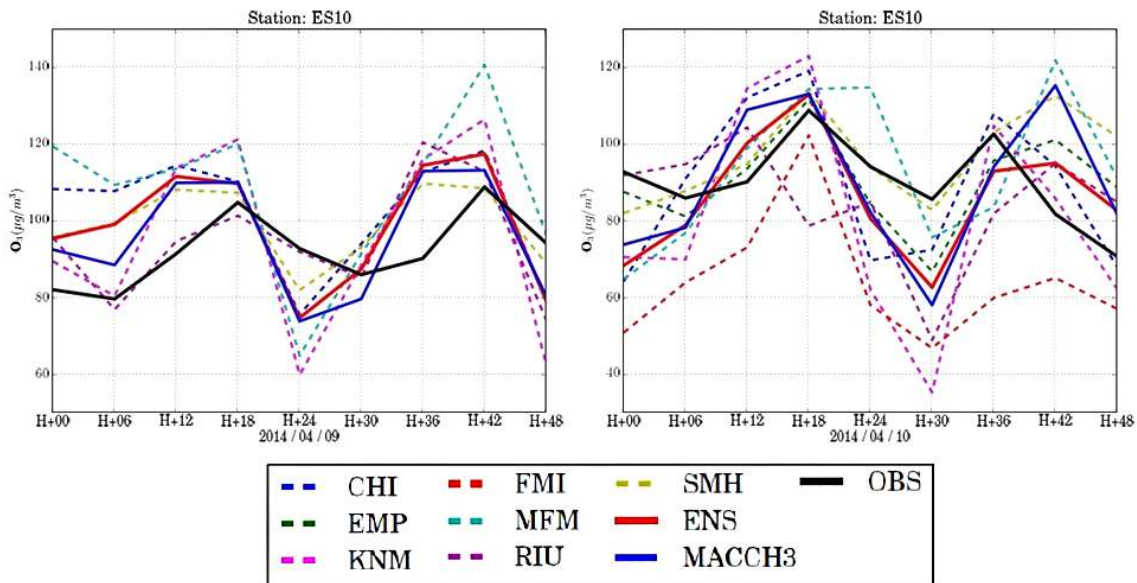 Station: ES10
Station: ES10
O₃(μg/m³)
140
120
100
80
60
H+00 H+06 H+12 H+18 H+24 H+30 H+36 H+42 H+48
2014 / 04 / 09
O₃(μg/m³)
120
100
80
60
40
H+00 H+06 H+12 H+18 H+24 H+30 H+36 H+42 H+48
2014 / 04 / 10
CHI FMI SMH OBS
EMP MFM ENS
KNM RIU MACCH3